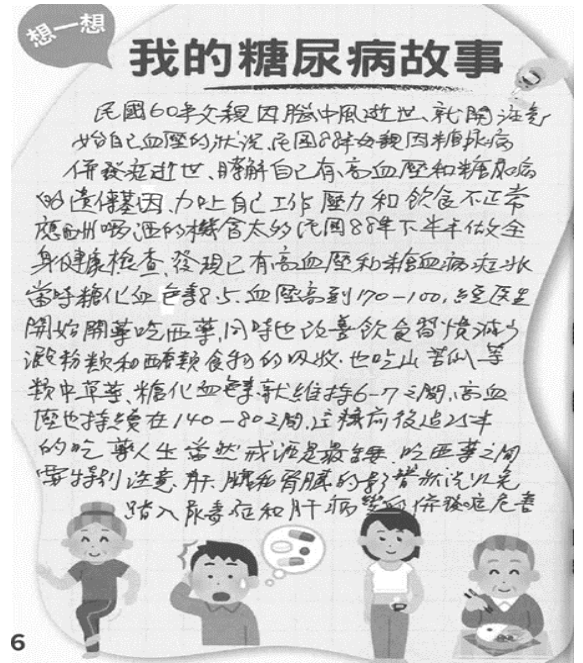 想一想
我的糖尿病故事
民國60年父親因腦中風逝世、就開注意
始自己血壓的狀況、民國88年母親因糖尿病
併發症逝世、瞭解自己有、高血壓和糖尿病
的遺傳基因、力上自己工作壓力和飲食不正常
應酬喝酒的機會太多民國88年下半年做全
身健康檢查、發現已有高血壓和糖血病症狀
當時糖化血色素8.5.血壓高到170-100,經医生
開始開藥吃西藥,同時也改善飲食習慣減少
澱粉類和醣類食物的吸收.也吃山苦瓜等
類中草藥、糖化血色素就維持6-7之間,高血
壓也持續在140-80之間.這樣前後近25年
的吃藥人生當然戒酒是最重要.吃西藥之間
需特別注意.肝.臟和腎臟的影響狀況以免
踏入尿毒症和肝病變的併發症危害
6